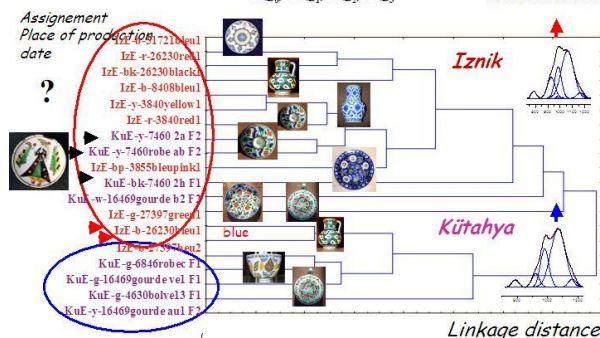 Assignement
Place of production
date
?
IzE-b-31721bleu1
IzE-r-26230red1
IzE-bk-26230black1
IzE-b-8408bleu1
IzE-y-3840yellow1
IzE-r-3840red1
KuE-y-7460 2a F2
KuE-y-7460robe ab F2
IzE-bp-3855bleupink1
KuE-bk-7460 2h F1
KuE-w-16469gourde b2 F2
IzE-g-27397green1
IzE-b-26230bleu1
KuE-g-6846robec F1
KuE-g-16469gourde ve1 F1
KuE-g-4630bolvel3 F1
KuE-y-16469gourde au1 F2
Iznik
blue
Kütahya
Linkage distance